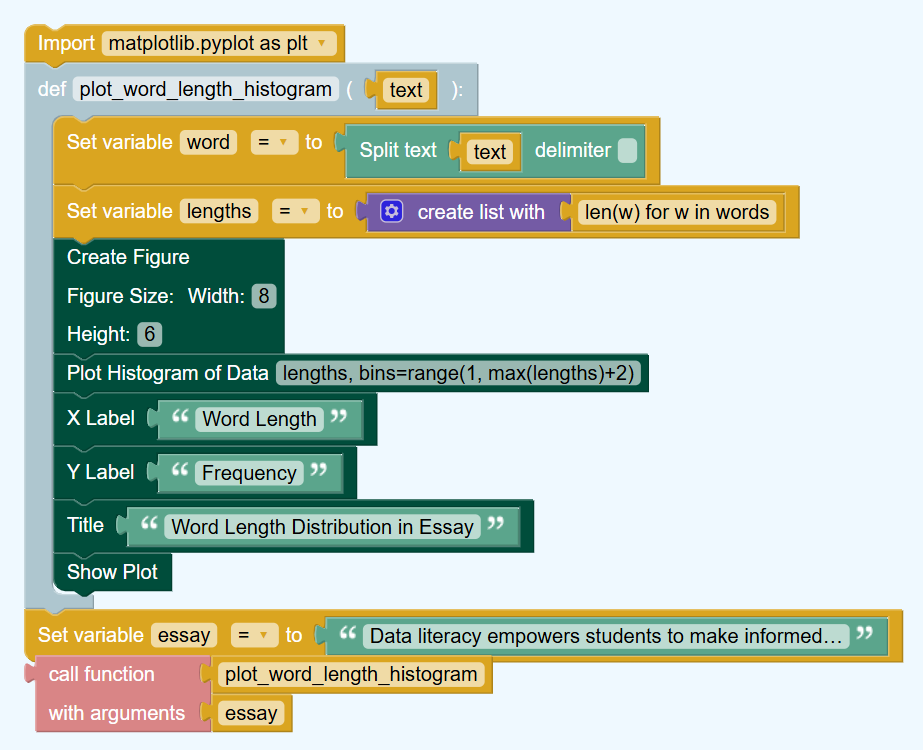 Import matplotlib.pyplot as plt
def plot_word_length_histogram ( text ):
Set variable word = to Split text text delimiter
Set variable lengths = to create list with len(w) for w in words
Create Figure
Figure Size: Width: 8
Height: 6
Plot Histogram of Data lengths, bins=range(1, max(lengths)+2)
X Label “ Word Length ”
Y Label “ Frequency ”
Title “ Word Length Distribution in Essay ”
Show Plot
Set variable essay = to “ Data literacy empowers students to make informed… ”
call function plot_word_length_histogram
with arguments essay